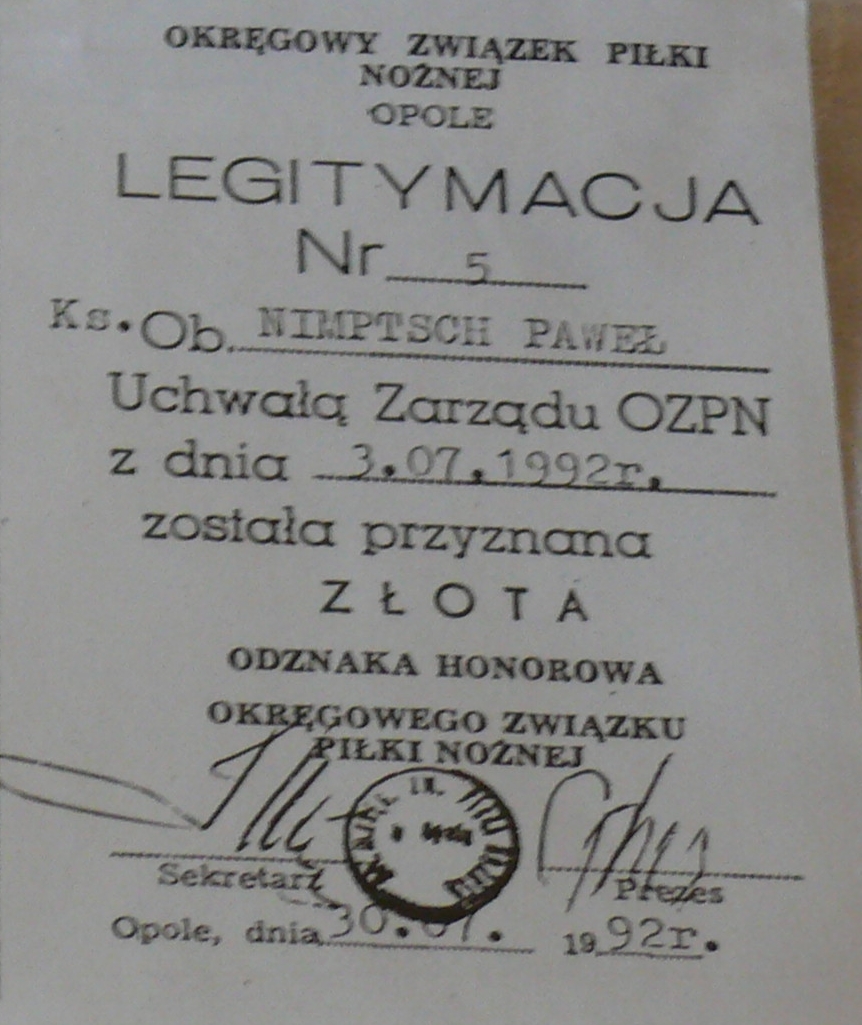 OKRĘGOWY ZWIĄZEK PIŁKI
NOŻNEJ
OPOLE
LEGITYMACJA
Nr 5
Ks. Ob. NIMPTSCH PAWEŁ
Uchwałą Zarządu OZPN
z dnia 3.07.1992r.
została przyznana
ZŁOTA
ODZNAKA HONOROWA
OKRĘGOWEGO ZWIĄZKU
PIŁKI NOŻNEJ
Sekretarz
Prezes
Opole, dnia 30.07. 1992r.